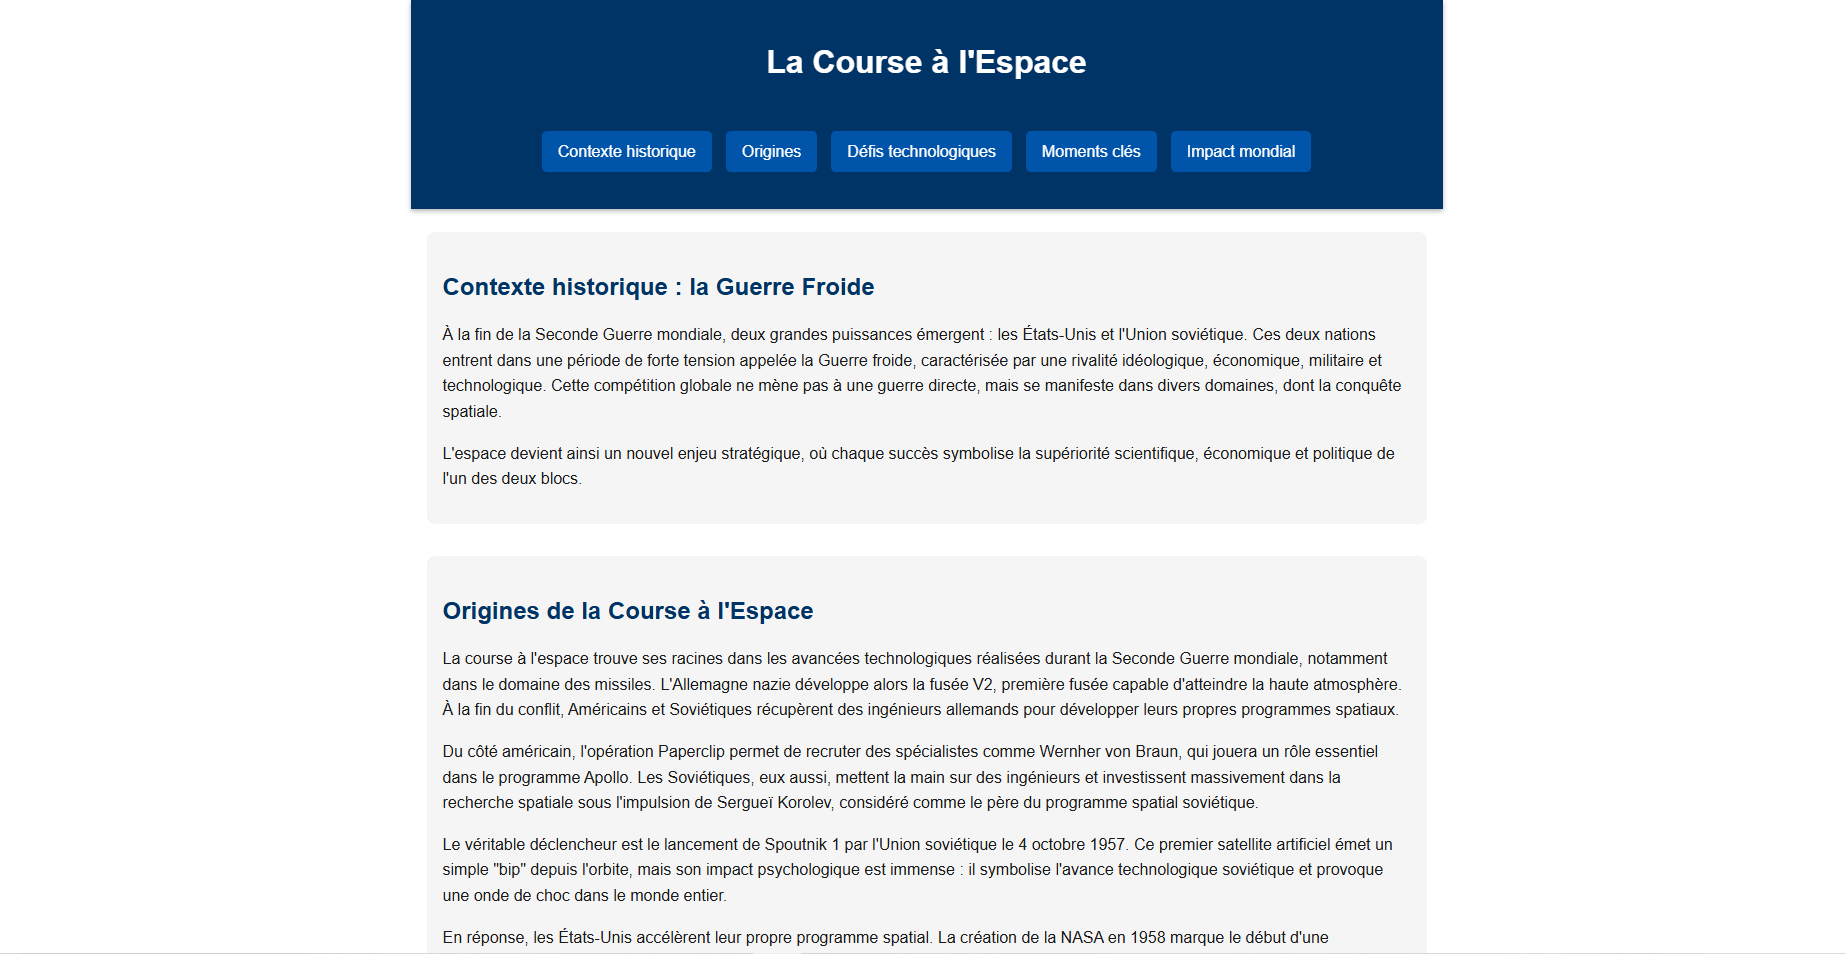 La Course à l'Espace
Contexte historique
Origines
Défis technologiques
Moments clés
Impact mondial
Contexte historique : la Guerre Froide
À la fin de la Seconde Guerre mondiale, deux grandes puissances émergent : les États-Unis et l'Union soviétique. Ces deux nations
entrent dans une période de forte tension appelée la Guerre froide, caractérisée par une rivalité idéologique, économique, militaire et
technologique. Cette compétition globale ne mène pas à une guerre directe, mais se manifeste dans divers domaines, dont la conquête
spatiale.
L'espace devient ainsi un nouvel enjeu stratégique, où chaque succès symbolise la supériorité scientifique, économique et politique de
l'un des deux blocs.
Origines de la Course à l'Espace
La course à l'espace trouve ses racines dans les avancées technologiques réalisées durant la Seconde Guerre mondiale, notamment
dans le domaine des missiles. L'Allemagne nazie développe alors la fusée V2, première fusée capable d'atteindre la haute atmosphère.
À la fin du conflit, Américains et Soviétiques récupèrent des ingénieurs allemands pour développer leurs propres programmes spatiaux.
Du côté américain, l'opération Paperclip permet de recruter des spécialistes comme Wernher von Braun, qui jouera un rôle essentiel
dans le programme Apollo. Les Soviétiques, eux aussi, mettent la main sur des ingénieurs et investissent massivement dans la
recherche spatiale sous l'impulsion de Sergueï Korolev, considéré comme le père du programme spatial soviétique.
Le véritable déclencheur est le lancement de Spoutnik 1 par l'Union soviétique le 4 octobre 1957. Ce premier satellite artificiel émet un
simple "bip" depuis l'orbite, mais son impact psychologique est immense : il symbolise l'avance technologique soviétique et provoque
une onde de choc dans le monde entier.
En réponse, les États-Unis accélèrent leur propre programme spatial. La création de la NASA en 1958 marque le début d'une